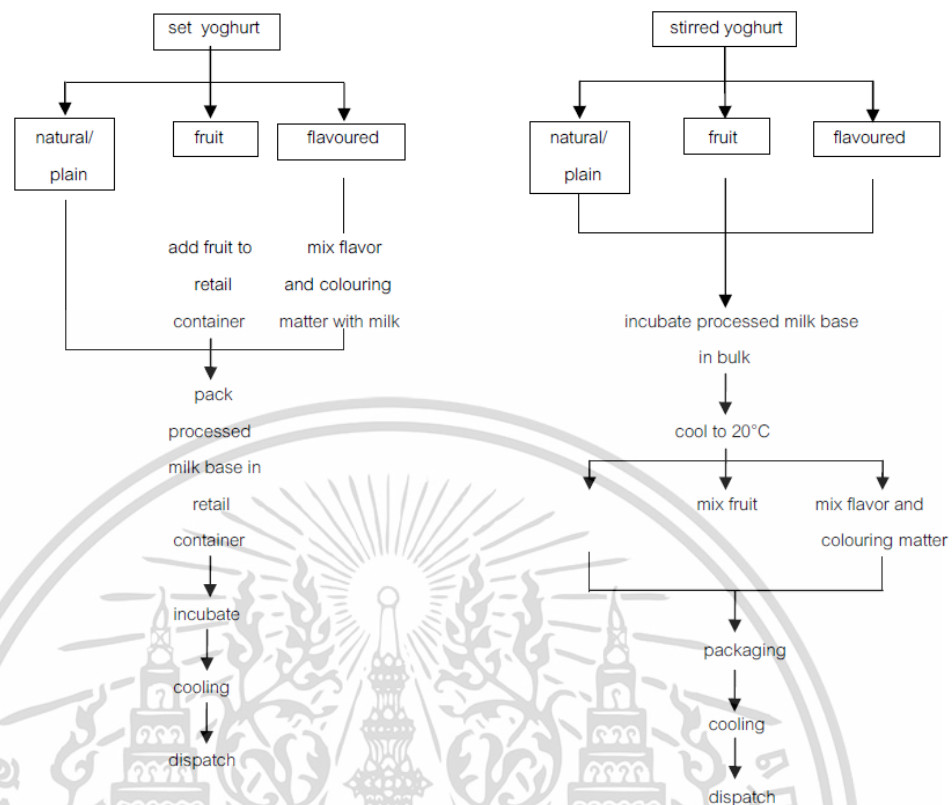 set yoghurt
natural/
plain
fruit
flavoured
add fruit to
retail
container
mix flavor
and colouring
matter with milk
pack
processed
milk base in
retail
container
incubate
cooling
dispatch
stirred yoghurt
natural/
plain
fruit
flavoured
incubate processed milk base
in bulk
cool to 20°C
mix fruit
mix flavor and
colouring matter
packaging
cooling
dispatch